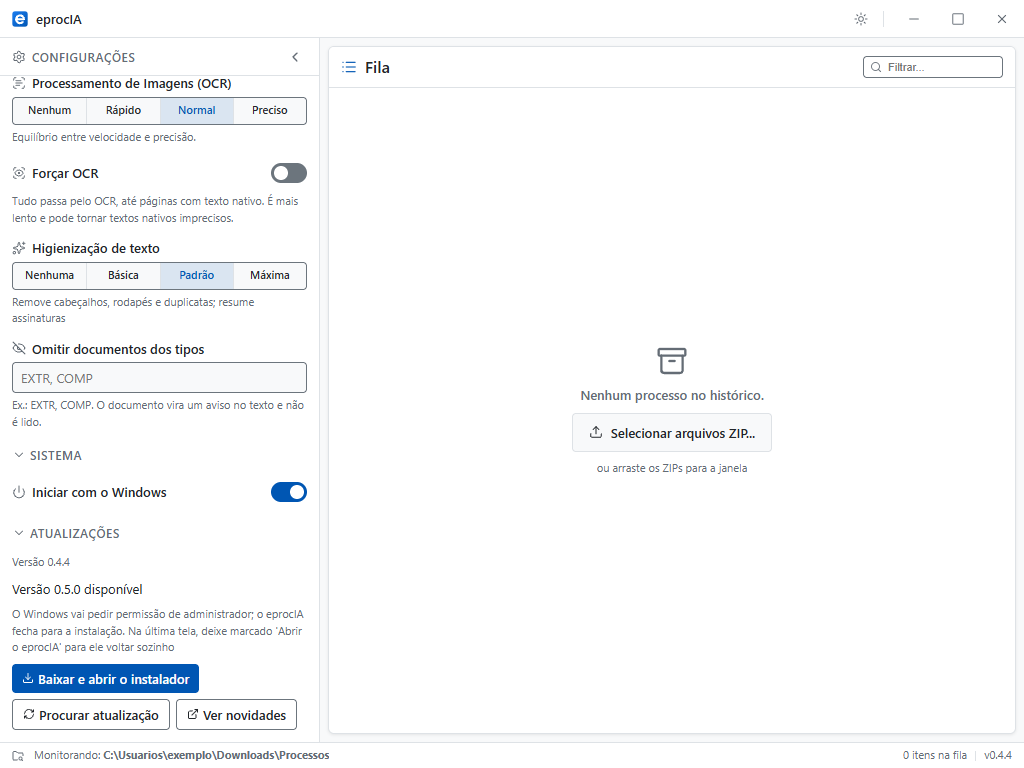 eprocIA
CONFIGURAÇÕES
Processamento de Imagens (OCR)
Nenhum Rápido Normal Preciso
Equilíbrio entre velocidade e precisão.
Forçar OCR
Tudo passa pelo OCR, até páginas com texto nativo. É mais
lento e pode tornar textos nativos imprecisos.
Higienização de texto
Nenhuma Básica Padrão Máxima
Remove cabeçalhos, rodapés e duplicatas; resume
assinaturas
Omitir documentos dos tipos
EXTR, COMP
Ex.: EXTR, COMP. O documento vira um aviso no texto e não
é lido.
SISTEMA
Iniciar com o Windows
ATUALIZAÇÕES
Versão 0.4.4
Versão 0.5.0 disponível
O Windows vai pedir permissão de administrador; o eprocIA
fecha para a instalação. Na última tela, deixe marcado 'Abrir
o eprocIA' para ele voltar sozinho
Baixar e abrir o instalador
Procurar atualização Ver novidades
Fila
Filtrar...
Nenhum processo no histórico.
Selecionar arquivos ZIP...
ou arraste os ZIPs para a janela
Monitorando: C:\Usuarios\exemplo\Downloads\Processos
0 itens na fila v0.4.4